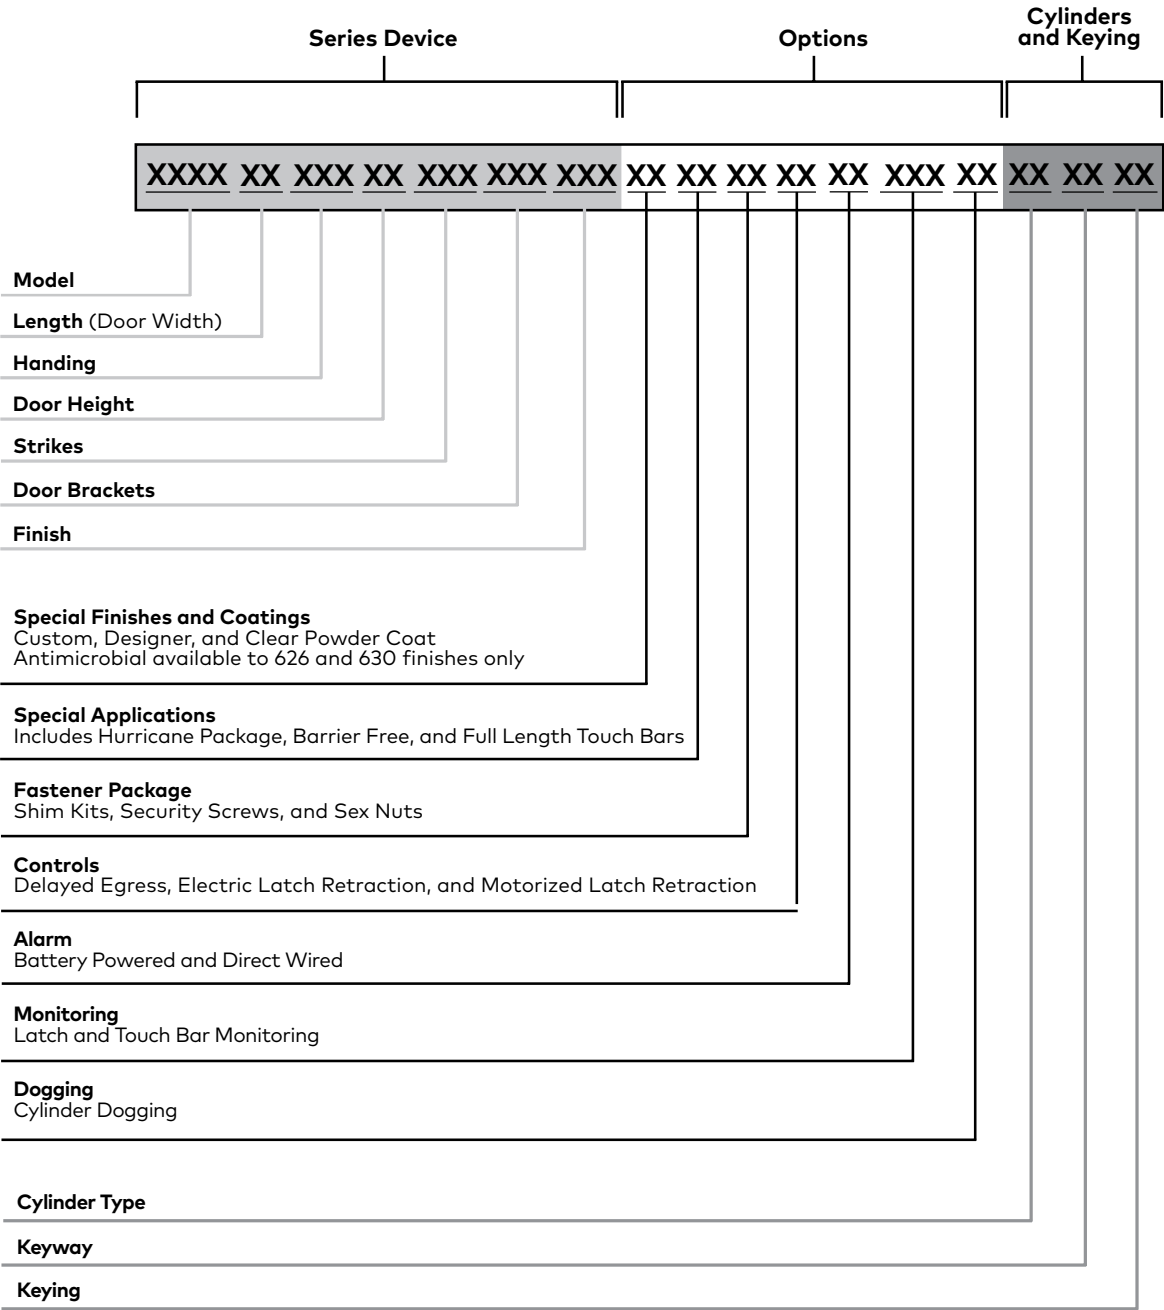 Series Device
Options
Cylinders
and Keying
XXXX XX XXX XX XXX XXX XXX XX XX XX XX XX XXX XX XX XX XX
Model
Length (Door Width)
Handing
Door Height
Strikes
Door Brackets
Finish
Special Finishes and Coatings
Custom, Designer, and Clear Powder Coat
Antimicrobial available to 626 and 630 finishes only
Special Applications
Includes Hurricane Package, Barrier Free, and Full Length Touch Bars
Fastener Package
Shim Kits, Security Screws, and Sex Nuts
Controls
Delayed Egress, Electric Latch Retraction, and Motorized Latch Retraction
Alarm
Battery Powered and Direct Wired
Monitoring
Latch and Touch Bar Monitoring
Dogging
Cylinder Dogging
Cylinder Type
Keyway
Keying